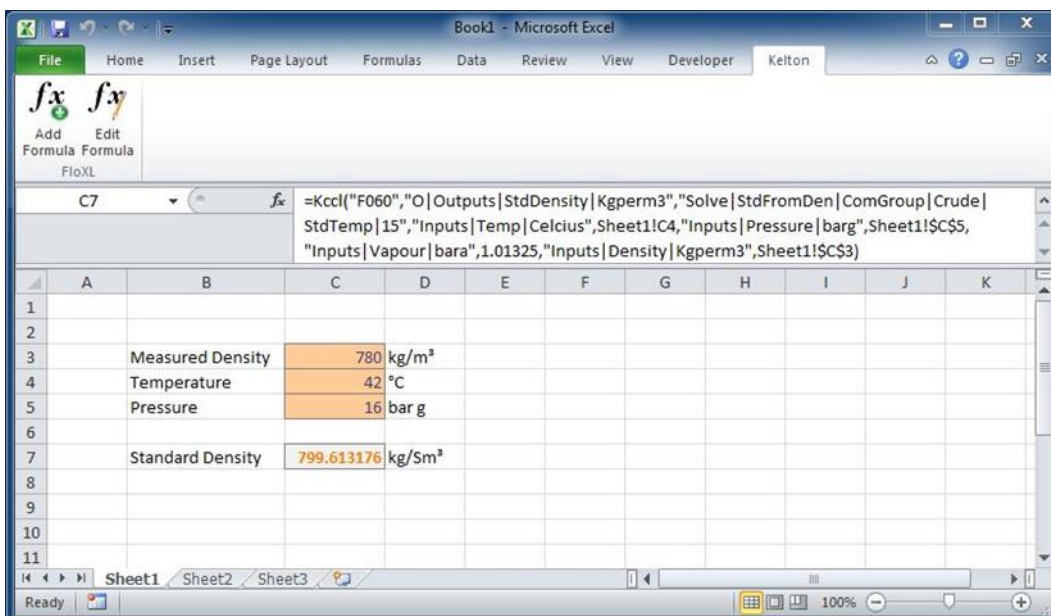 Book1 - Microsoft Excel
File Home Insert Page Layout Formulas Data Review View Developer Kelton
Add Formula Edit Formula
FloXL
C7 fx =Kccl("F060","O|Outputs|StdDensity|Kgperm3","Solve|StdFromDen|ComGroup|Crude|
StdTemp|15","Inputs|Temp|Celcius",Sheet1!C4,"Inputs|Pressure|barg",Sheet1!$C$5,
"Inputs|Vapour|bara",1.01325,"Inputs|Density|Kgperm3",Sheet1!$C$3)
A B C D E F G H I J K
1
2
3 Measured Density 780 kg/m³
4 Temperature 42 °C
5 Pressure 16 bar g
6
7 Standard Density 799.613176 kg/Sm³
8
9
10
11
Sheet1 Sheet2 Sheet3
Ready 100%